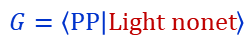 G = ⟨PP|Light nonet⟩